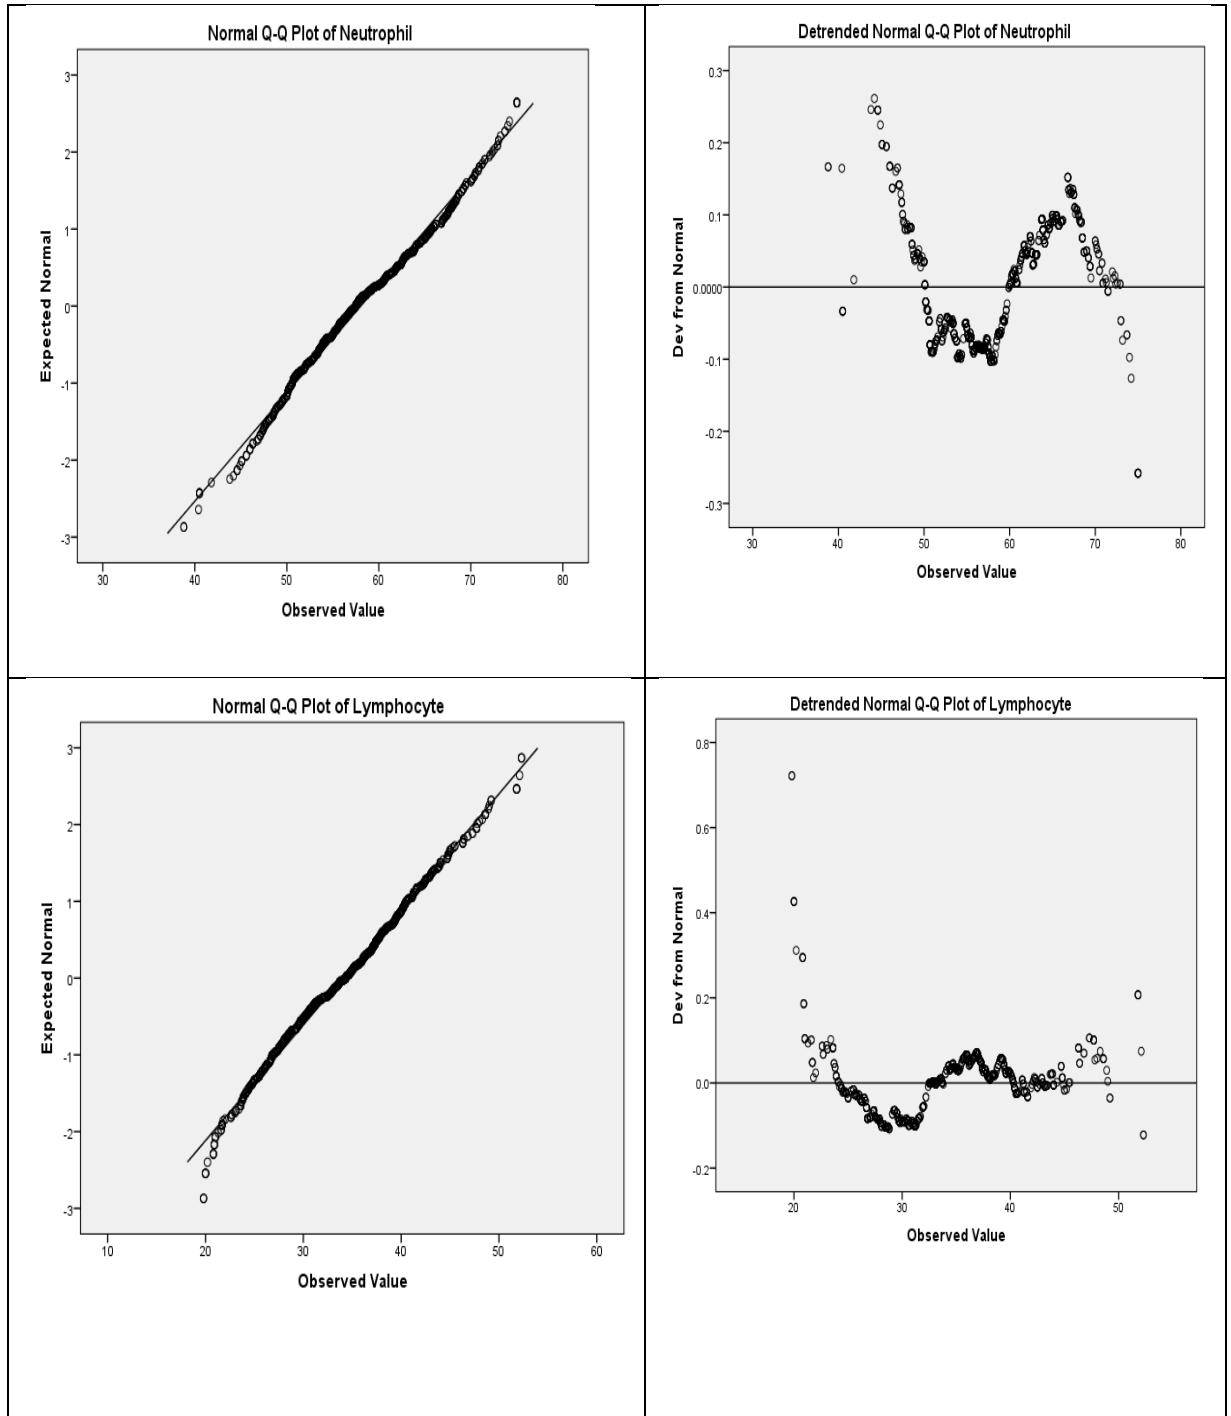 Normal Q-Q Plot of Neutrophil
3
2
1
0
-1
-2
-3
Expected Normal
30 40 50 60 70 80
Observed Value
Detrended Normal Q-Q Plot of Neutrophil
0.3
0.2
0.1
0.0000
-0.1
-0.2
-0.3
Dev from Normal
30 40 50 60 70 80
Observed Value
Normal Q-Q Plot of Lymphocyte
3
2
1
0
-1
-2
-3
Expected Normal
10 20 30 40 50 60
Observed Value
Detrended Normal Q-Q Plot of Lymphocyte
0.8
0.6
0.4
0.2
0.0
-0.2
Dev from Normal
20 30 40 50
Observed Value